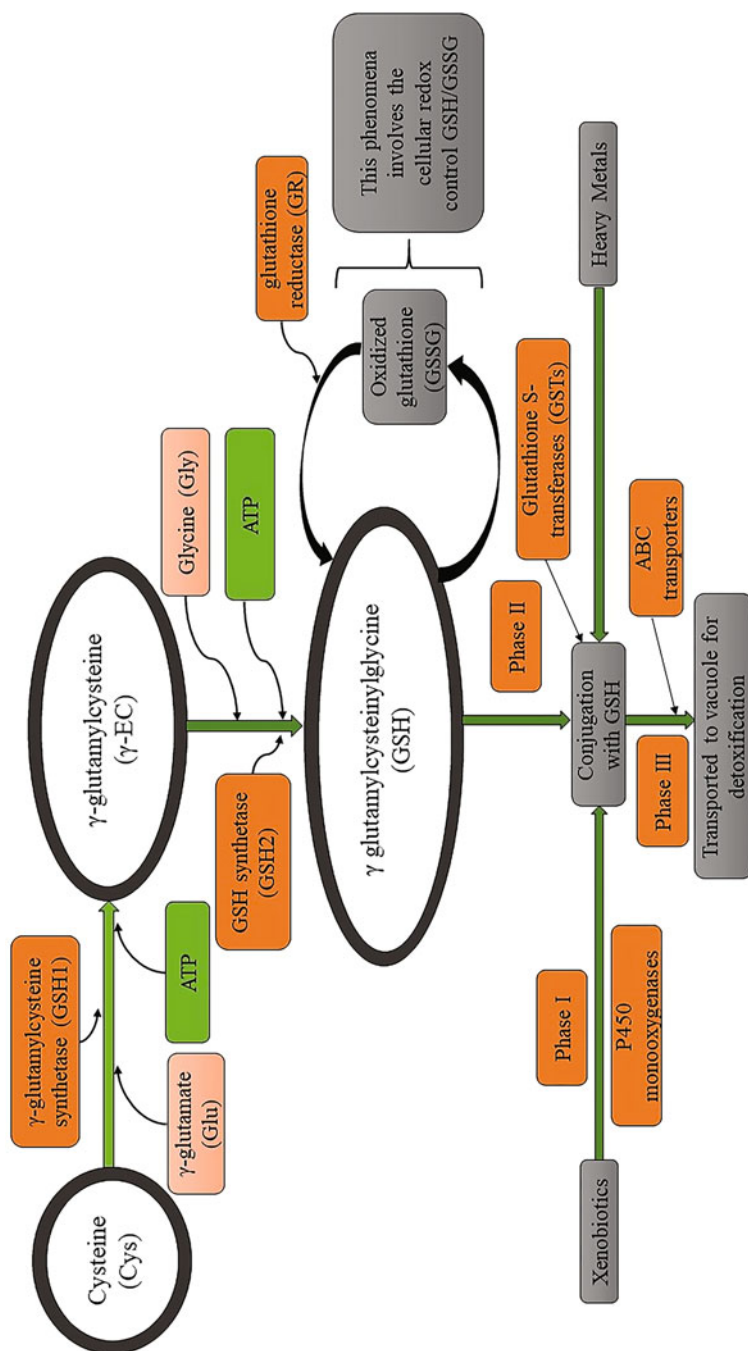 Cysteine
(Cys)
γ-glutamylcysteine
synthetase (GSH1)
γ-glutamate
(Glu)
ATP
γ-glutamylcysteine
(γ-EC)
Glycine (Gly)
ATP
GSH synthetase
(GSH2)
γ glutamylcysteinylglycine
(GSH)
glutathione
reductase (GR)
Oxidized
glutathione
(GSSG)
This phenomena
involves the
cellular redox
control GSH/GSSG
Phase II
Glutathione S-
transferases (GSTs)
Xenobiotics
Phase I
P450
monooxygenases
Conjugation
with GSH
Heavy Metals
Phase III
ABC
transporters
Transported to vacuole for
detoxification